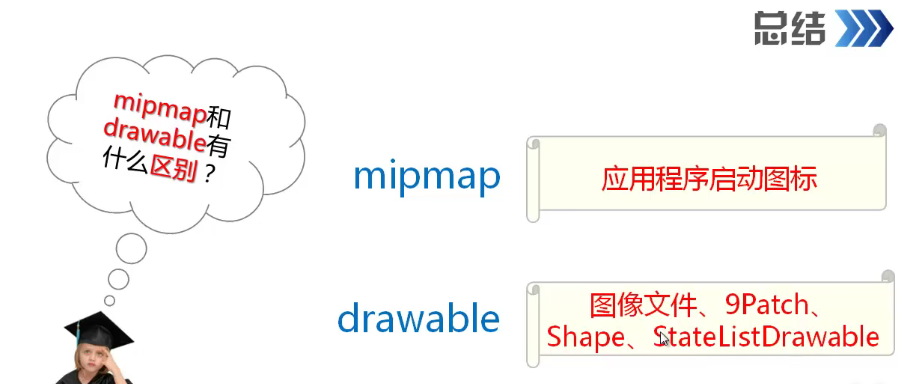 总结
mipmap和
drawable有
什么区别？
mipmap
应用程序启动图标
drawable
图像文件、9Patch、
Shape、StateListDrawable